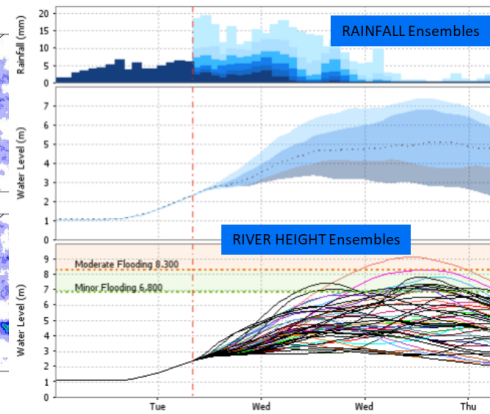 RAINFALL Ensembles
Rainfall (mm)
20
15
10
5
0
Water Level (m)
7
6
5
4
3
2
1
0
RIVER HEIGHT Ensembles
Water Level (m)
9
8
7
6
5
4
3
2
1
0
Moderate Flooding 8.300
Minor Flooding 6.800
Tue
Wed
Wed
Thu